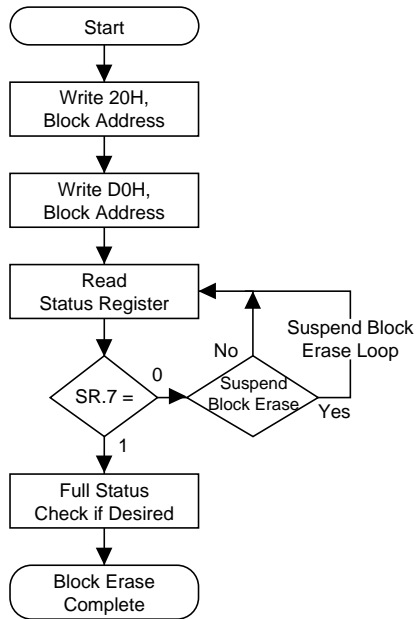 Start
Write 20H,
Block Address
Write D0H,
Block Address
Read
Status Register
Suspend Block
Erase Loop
No
0
SR.7 =
Suspend
Block Erase
Yes
1
Full Status
Check if Desired
Block Erase
Complete